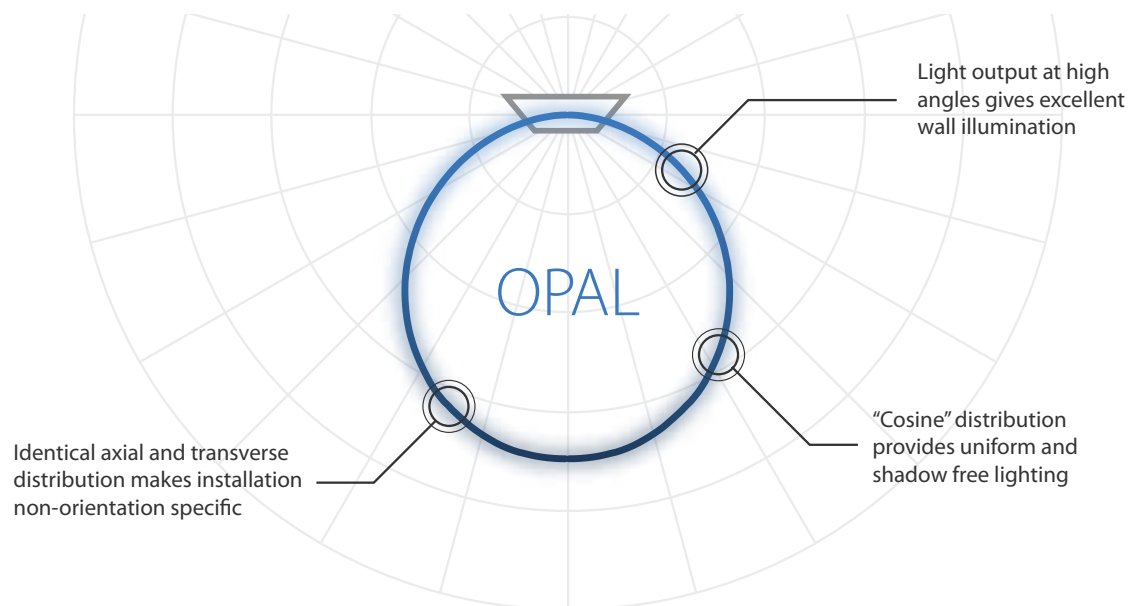 Light output at high
angles gives excellent
wall illumination
OPAL
“Cosine” distribution
provides uniform and
shadow free lighting
Identical axial and transverse
distribution makes installation
non-orientation specific